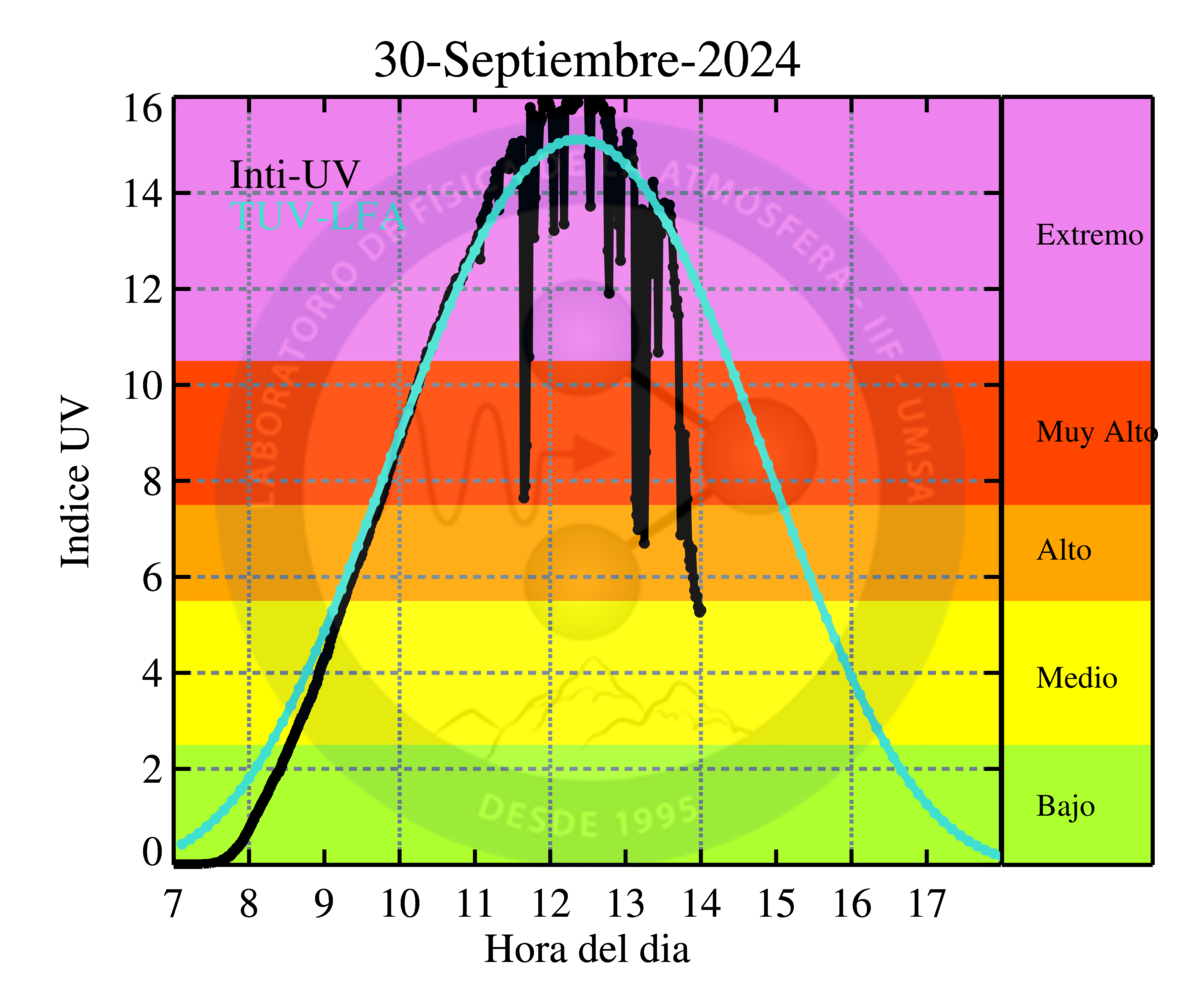 30-Septiembre-2024
Indice UV
16
14
12
10
8
6
4
2
0
Inti-UV
TUV-LFA
LABORATORIO DE FÍSICA DE LA ATMÓSFERA - IIF - UMSA
DESDE 1995
Extremo
Muy Alto
Alto
Medio
Bajo
7 8 9 10 11 12 13 14 15 16 17
Hora del dia